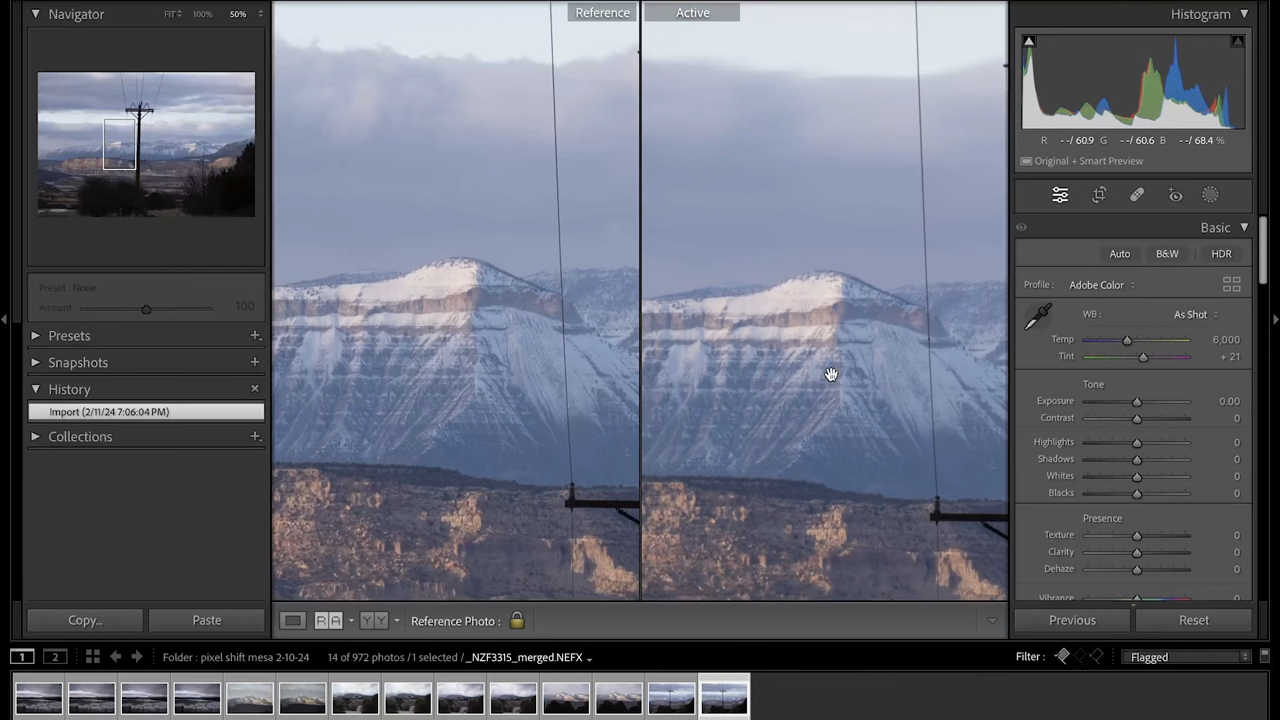 Navigator
FIT
100%
50%
Preset : None
Amount
100
Presets
Snapshots
History
Import (2/11/24 7:06:04 PM)
Collections
Copy...
Paste
Reference
Active
R A
Y Y
Reference Photo :
Histogram
R --/ 60.9 G --/ 60.6 B --/ 68.4 %
Original + Smart Preview
Basic
Auto
B&W
HDR
Profile : Adobe Color
WB : As Shot
Temp 6,000
Tint + 21
Tone
Exposure 0.00
Contrast 0
Highlights 0
Shadows 0
Whites 0
Blacks 0
Presence
Texture 0
Clarity 0
Dehaze 0
Vibrance 0
Previous
Reset
1
2
Folder : pixel shift mesa 2-10-24
14 of 972 photos /1 selected /_NZF3315_merged.NEFX
Filter :
Flagged